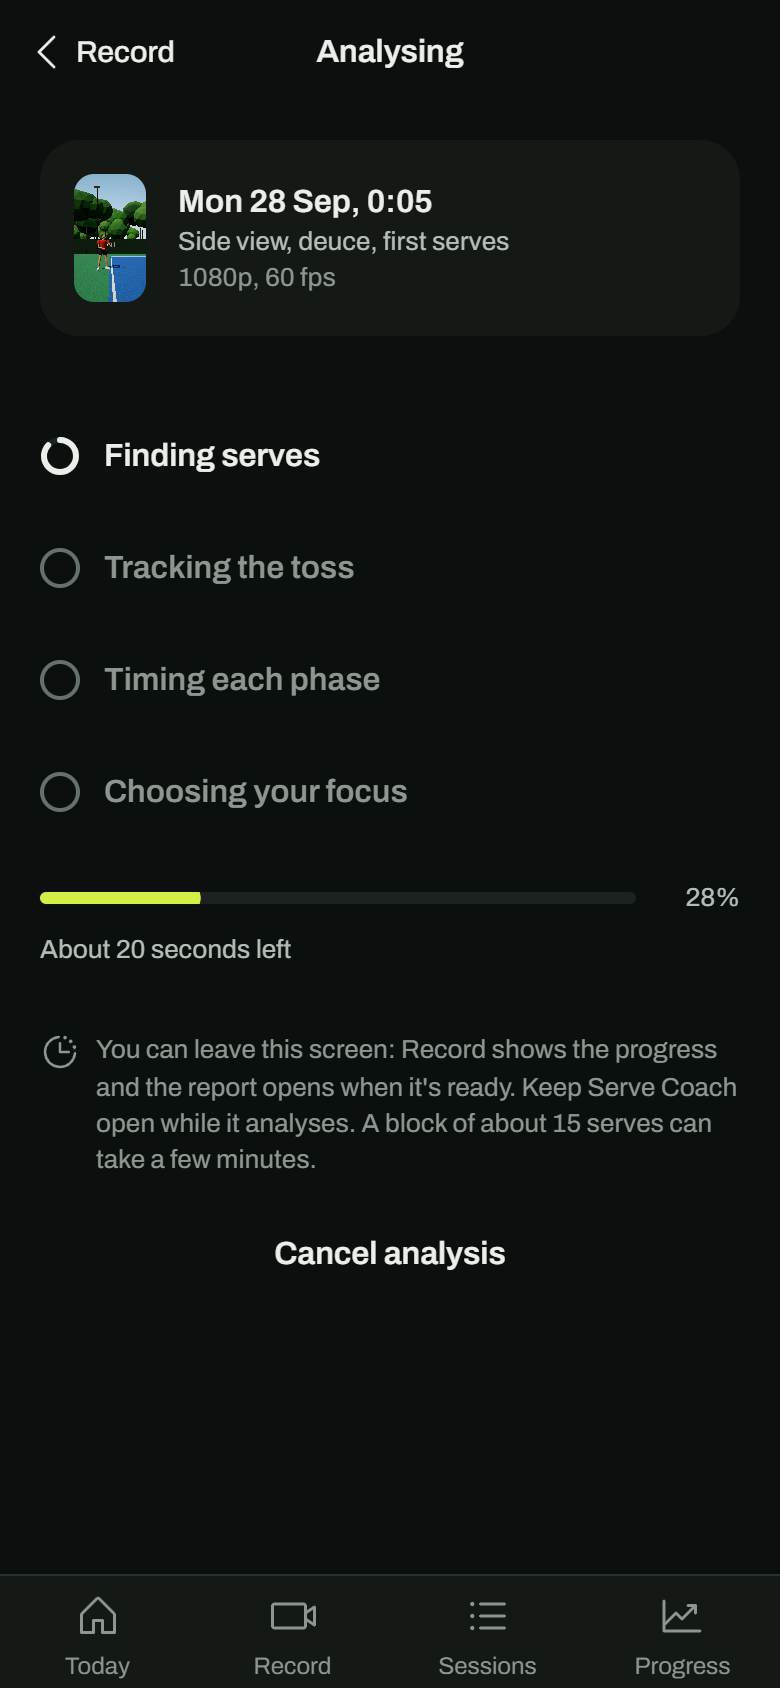 Record
Analysing
Mon 28 Sep, 0:05
Side view, deuce, first serves
1080p, 60 fps
Finding serves
Tracking the toss
Timing each phase
Choosing your focus
28%
About 20 seconds left
You can leave this screen: Record shows the progress
and the report opens when it's ready. Keep Serve Coach
open while it analyses. A block of about 15 serves can
take a few minutes.
Cancel analysis
Today
Record
Sessions
Progress